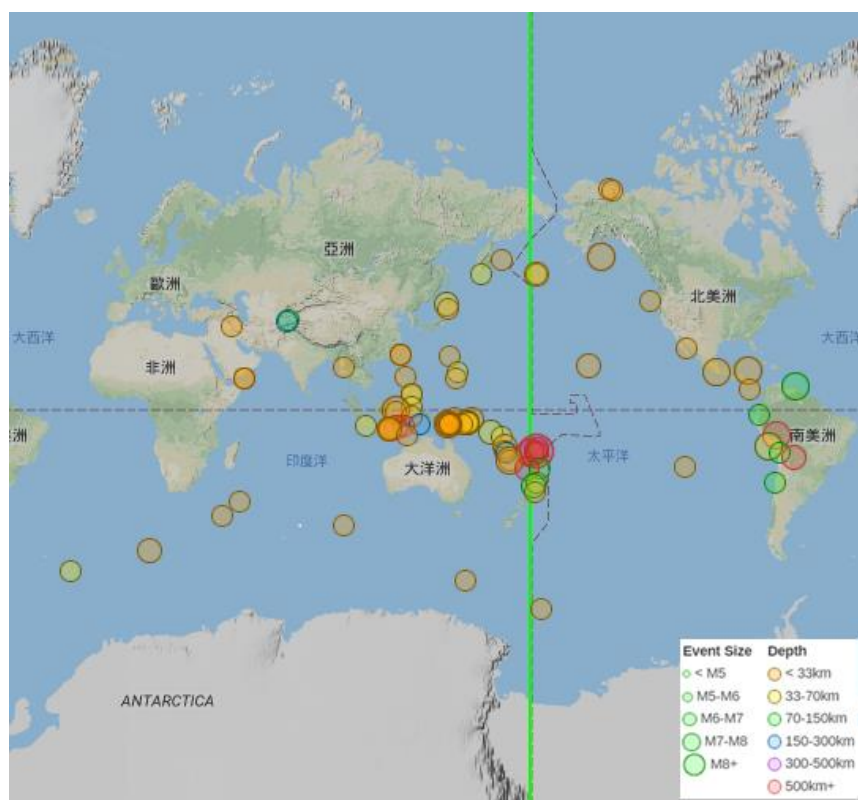 亞洲
歐洲
北美洲
大西洋
大西洋
非洲
洲
印度洋
大洋洲
太平洋
南美洲
ANTARCTICA
Event Size Depth
< M5 < 33km
M5-M6 33-70km
M6-M7 70-150km
M7-M8 150-300km
M8+ 300-500km
500km+